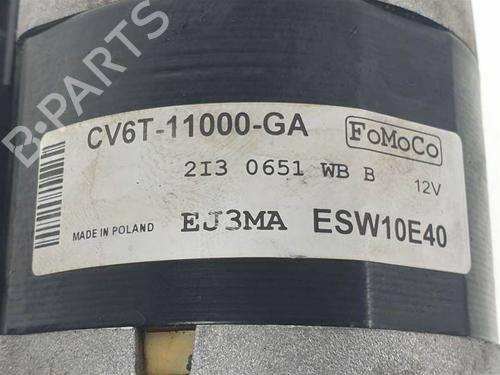 B-PARTS
CV6T-11000-GA FoMoCo
2I3 0651 WB B 12V
MADE IN POLAND EJ3MA ESW10E40